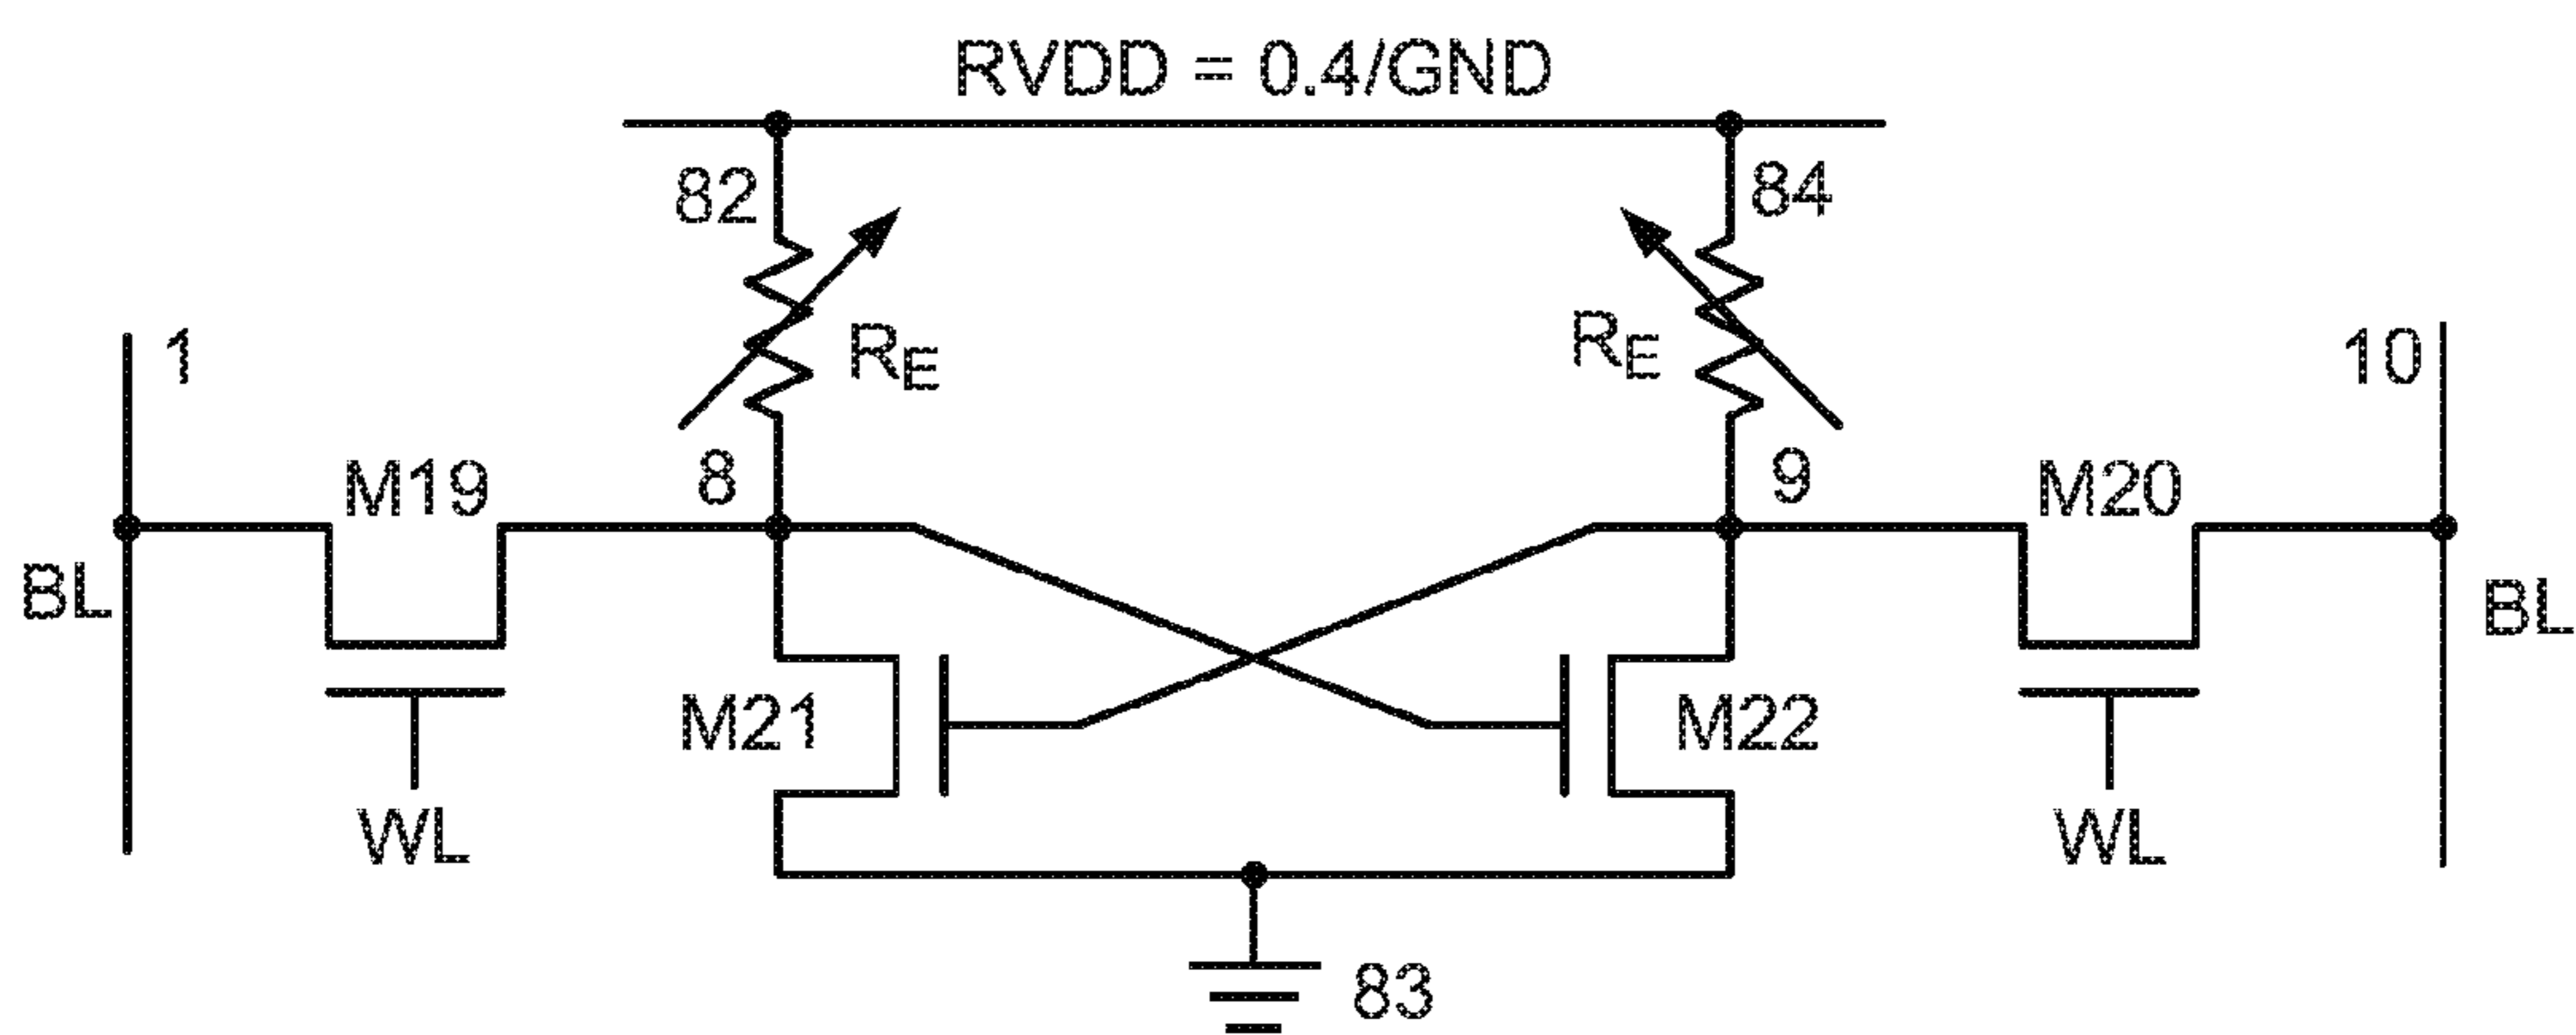 RVDD = 0.4/GND
82
84
1
RE
RE
10
M19
8
9
M20
BL
BL
M21
M22
WL
WL
83